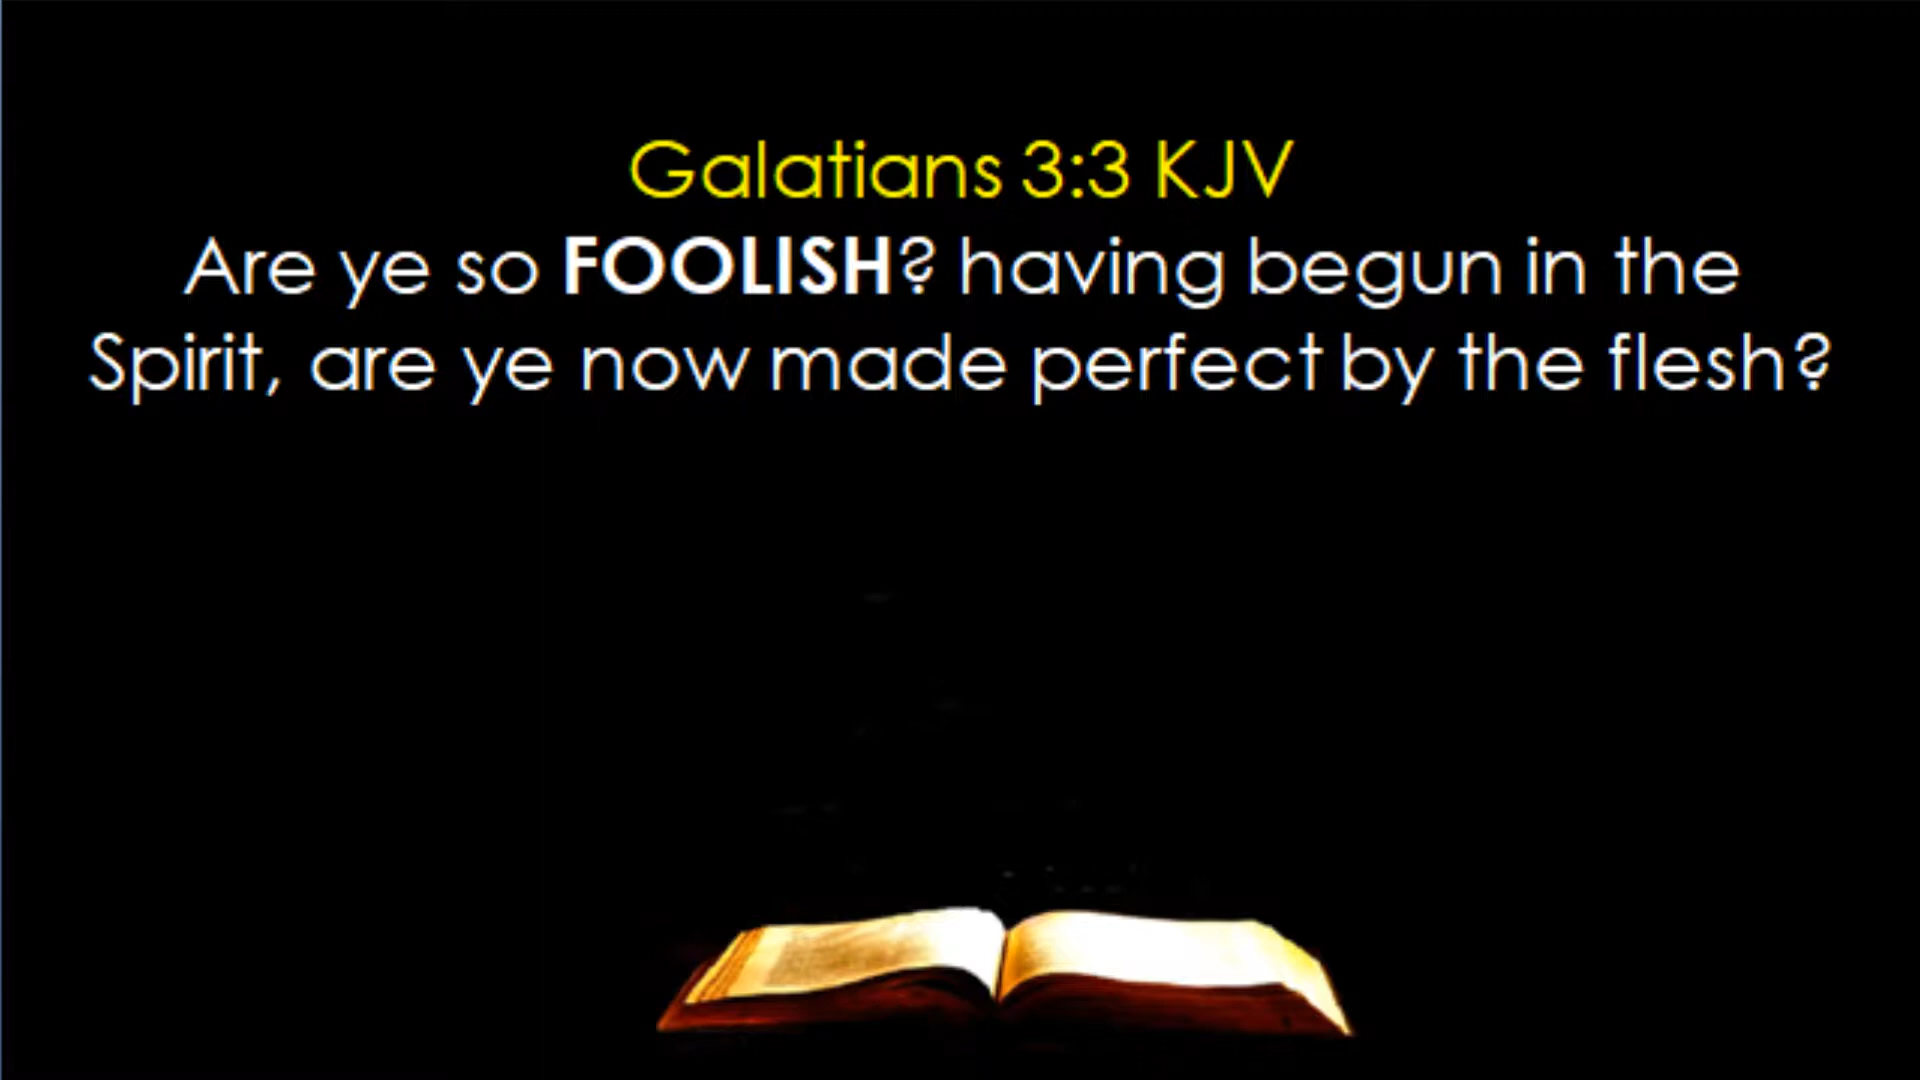 Galatians 3:3 KJV
Are ye so FOOLISH? having begun in the
Spirit, are ye now made perfect by the flesh?